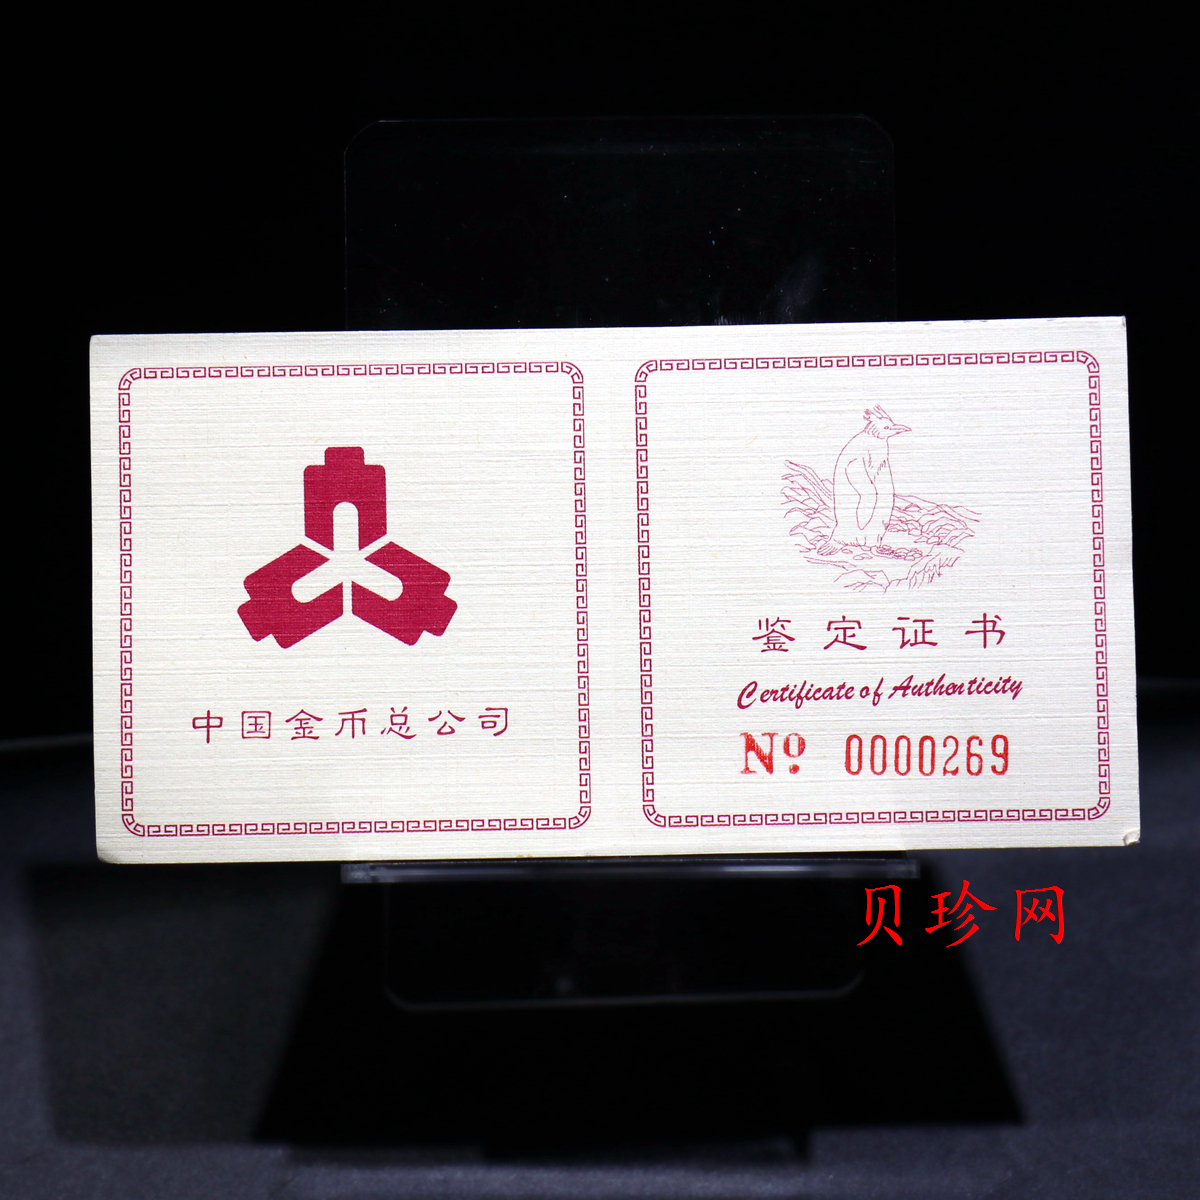 中国金币总公司
鉴定证书
Certificate of Authenticity
Nº 0000269
贝珍网